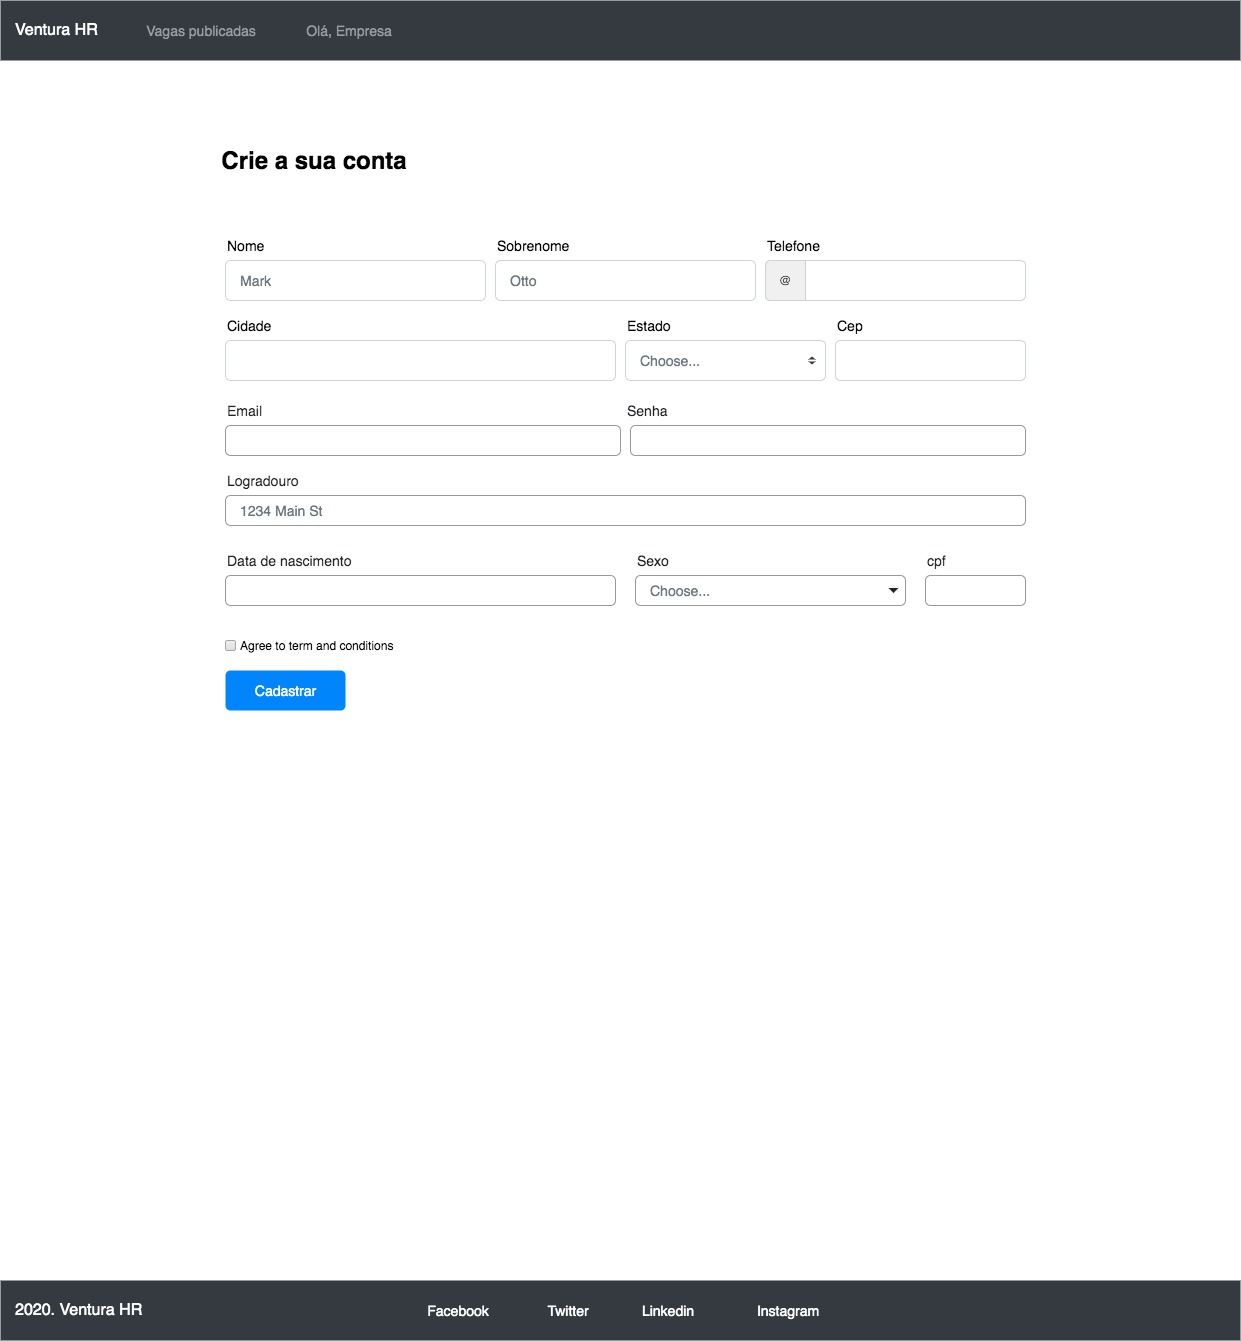 Ventura HR Vagas publicadas Olá, Empresa
Crie a sua conta
Nome Sobrenome Telefone
Mark Otto @
Cidade Estado Cep
Choose...
Email Senha
Logradouro
1234 Main St
Data de nascimento Sexo cpf
Choose...
Agree to term and conditions
Cadastrar
2020. Ventura HR Facebook Twitter Linkedin Instagram